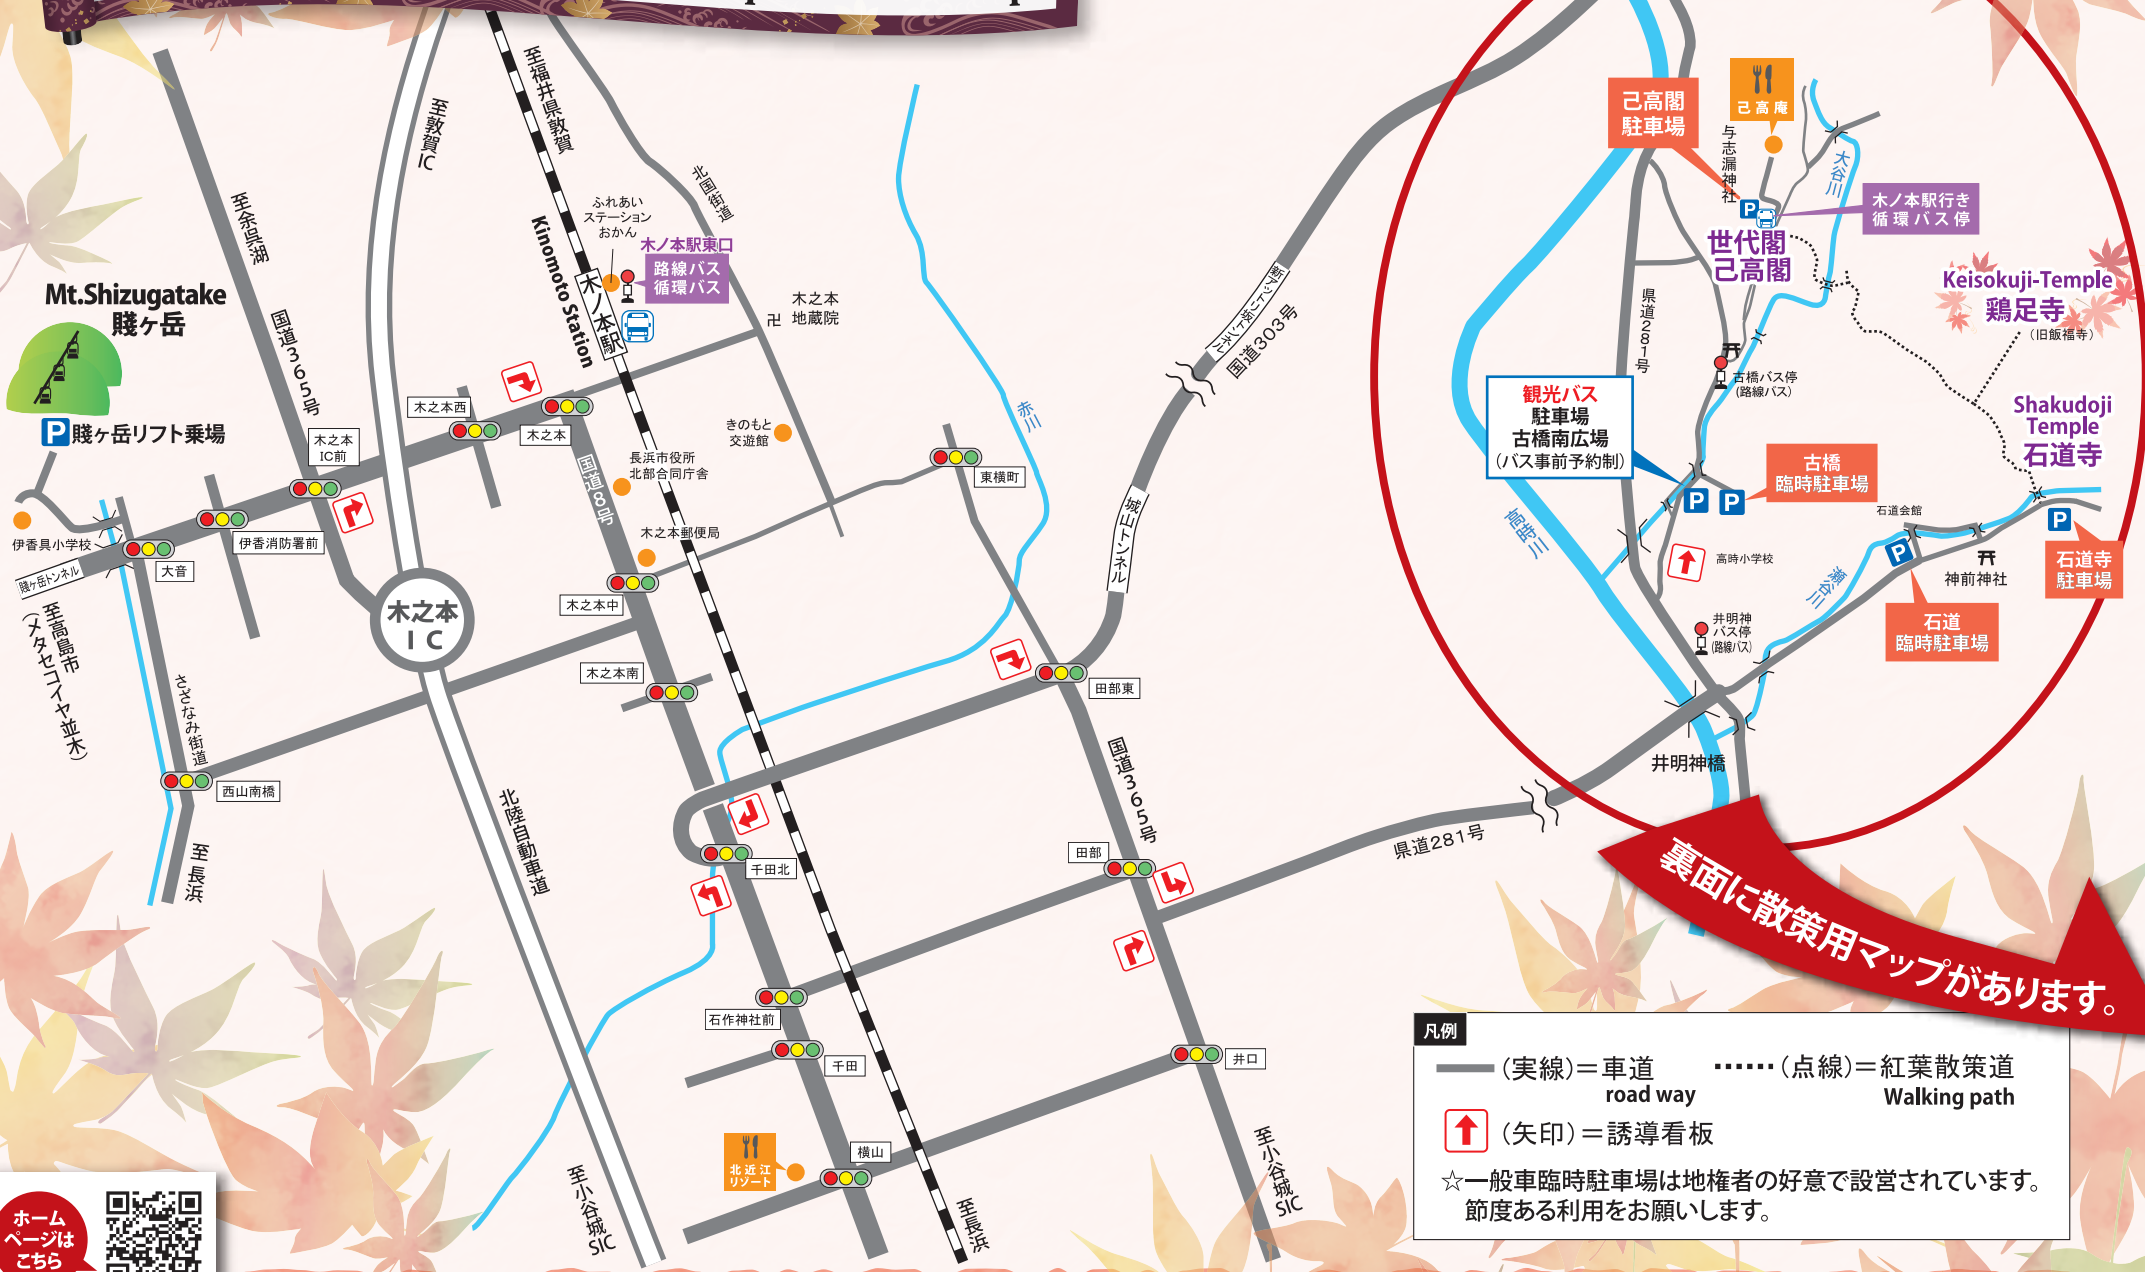 至福井県敦賀
至敦賀IC
至余呉湖
国道365号
北国街道
ふれあい
ステーション
おかん
木ノ本駅東口
路線バス
循環バス
Kinomoto Station
木ノ本駅
木之本
地蔵院
Mt.Shizugatake
賤ヶ岳
P賤ヶ岳リフト乗場
木之本
IC前
木之本西
木之本
国道8号
長浜市役所
北部合同庁舎
きのもと
交遊館
東横町
赤川
木之本郵便局
木之本中
木之本南
伊香具小学校
大音
伊香消防署前
賤ヶ岳トンネル
至高島市
(メタセコイヤ並木)
さざなみ街道
西山南橋
至長浜
木之本
IC
北陸自動車道
千田北
石作神社前
千田
横山
北近江
リゾート
至小谷城SIC
至長浜
城山トンネル
新アツトリ坂トンネル
国道303号
田部東
国道365号
田部
県道281号
井口
至小谷城SIC
己高閣
駐車場
己高庵
与志漏神社
P
大谷川
木ノ本駅行き
循環バス停
世代閣
己高閣
Keisokuji-Temple
鶏足寺
(旧飯福寺)
県道281号
古橋バス停
(路線バス)
観光バス
駐車場
古橋南広場
(バス事前予約制)
P
P
古橋
臨時駐車場
Shakudoji
Temple
石道寺
石道会館
P
神前神社
P
石道寺
駐車場
石道
臨時駐車場
高時川
高時小学校
瀬谷川
井明神
バス停
(路線バス)
井明神橋
裏面に散策用マップがあります。
凡例
(実線)=車道
road way
(点線)=紅葉散策道
Walking path
(矢印)=誘導看板
☆一般車臨時駐車場は地権者の好意で設営されています。
節度ある利用をお願いします。
ホーム
ページは
こちら